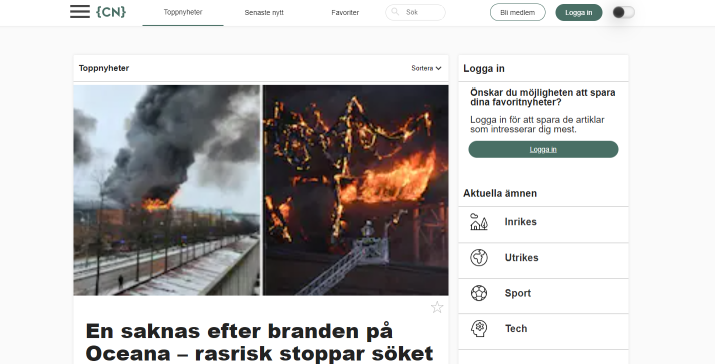 {CN} Toppnyheter Senaste nytt Favoriter Sök Bli medlem Logga in
Toppnyheter Sortera
En saknas efter branden på
Oceana – rasrisk stoppar söket
Logga in
Önskar du möjligheten att spara
dina favoritnyheter?
Logga in för att spara de artiklar
som intresserar dig mest.
Logga in
Aktuella ämnen
Inrikes
Utrikes
Sport
Tech